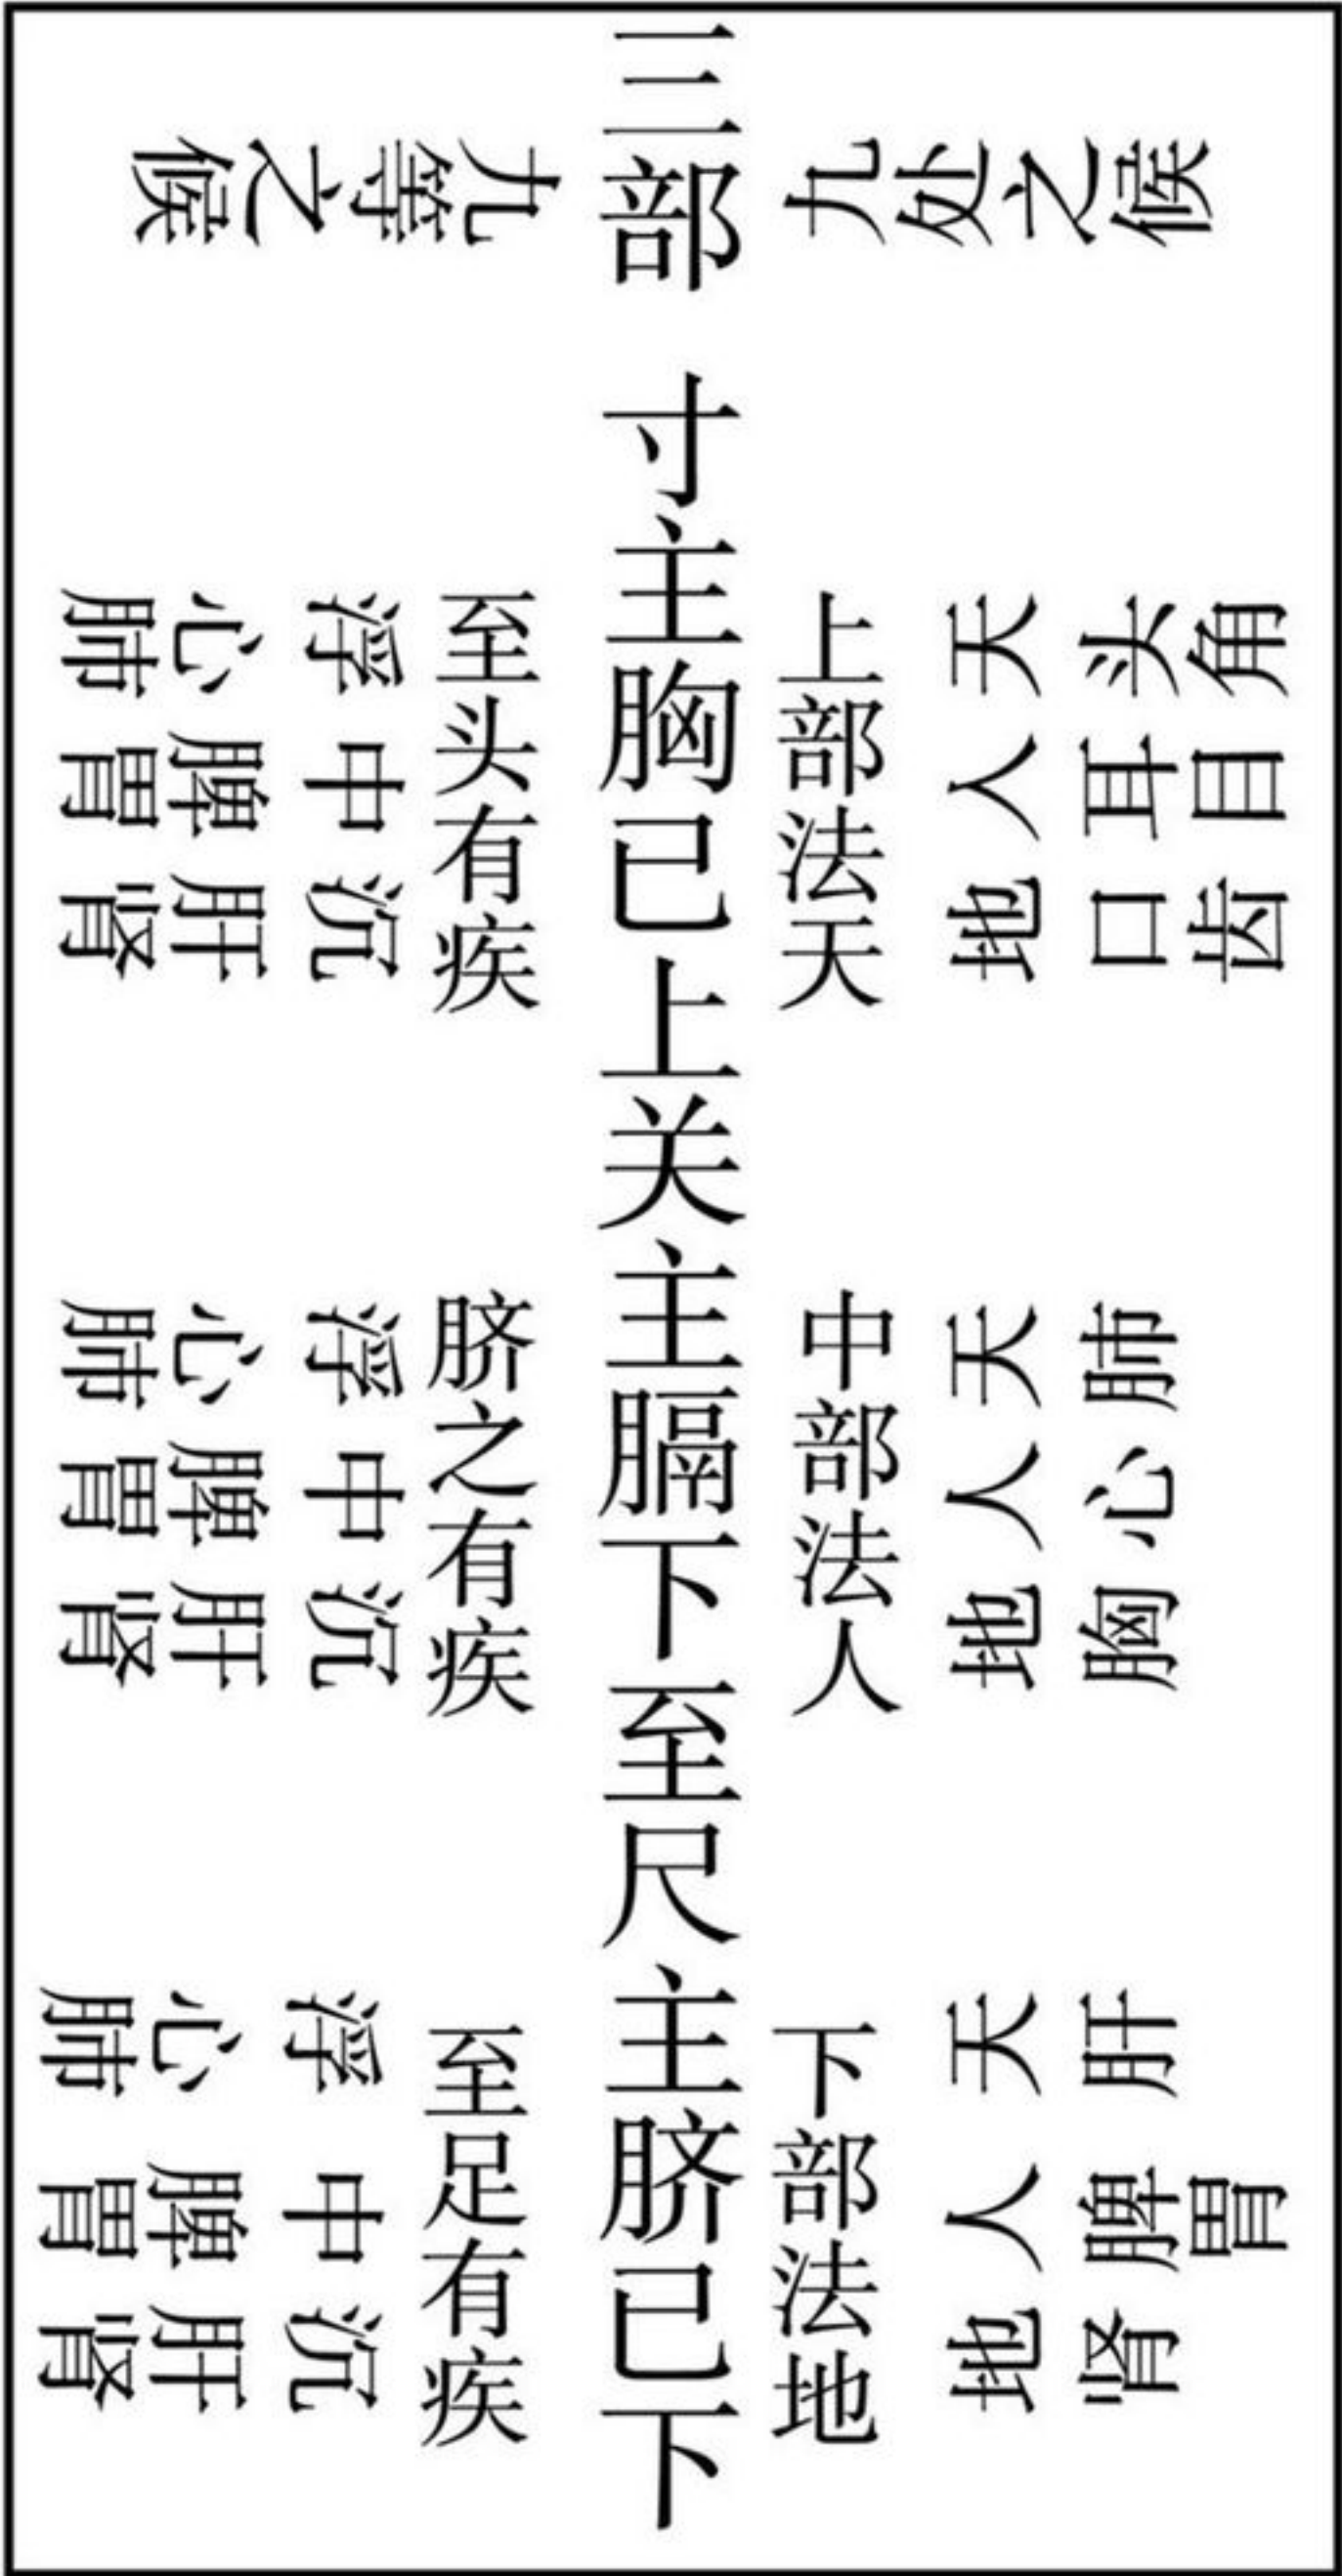 三部
寸主胸已上关主膈下至尺主脐已下
九处之候
上部法天
天头角
人耳目
地口齿
中部法人
天肺
人心
地胸
下部法地
天肝
人脾胃
地肾
九等之候
至头有疾
浮心肺
中脾胃
沉肝肾
脐之有疾
浮心肺
中脾胃
沉肝肾
至足有疾
浮心肺
中脾胃
沉肝肾